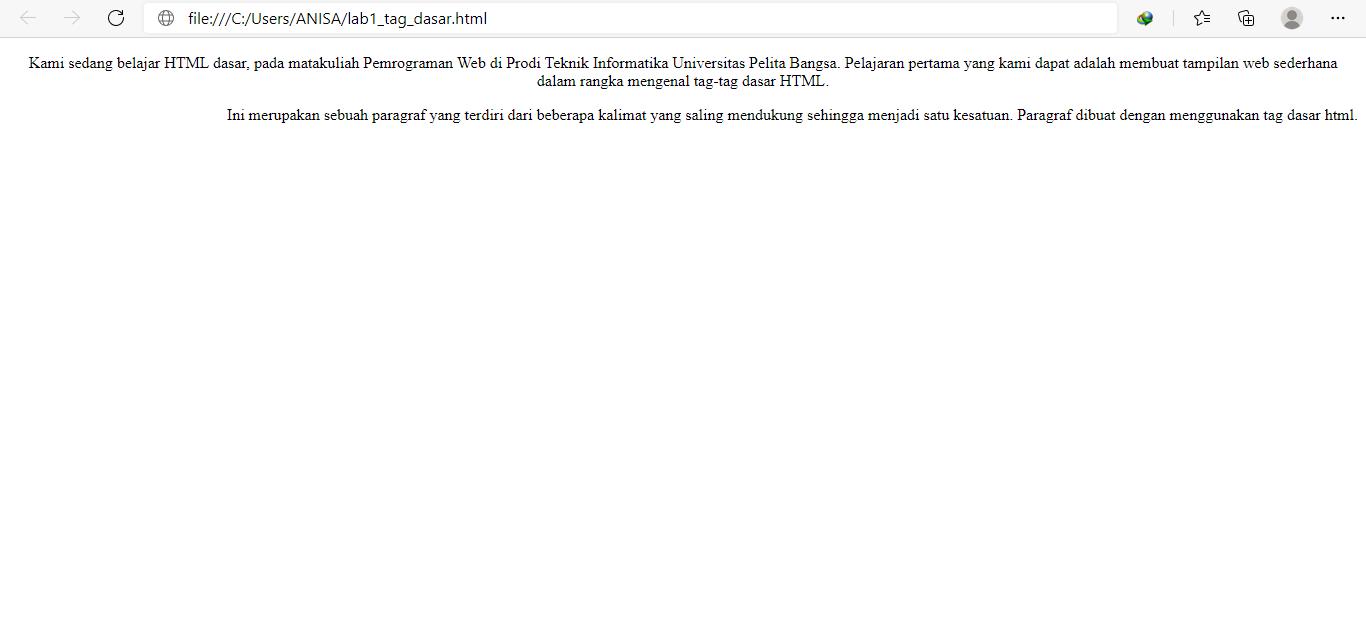 file:///C:/Users/ANISA/lab1_tag_dasar.html
Kami sedang belajar HTML dasar, pada matakuliah Pemrograman Web di Prodi Teknik Informatika Universitas Pelita Bangsa. Pelajaran pertama yang kami dapat adalah membuat tampilan web sederhana
dalam rangka mengenal tag-tag dasar HTML.
Ini merupakan sebuah paragraf yang terdiri dari beberapa kalimat yang saling mendukung sehingga menjadi satu kesatuan. Paragraf dibuat dengan menggunakan tag dasar html.